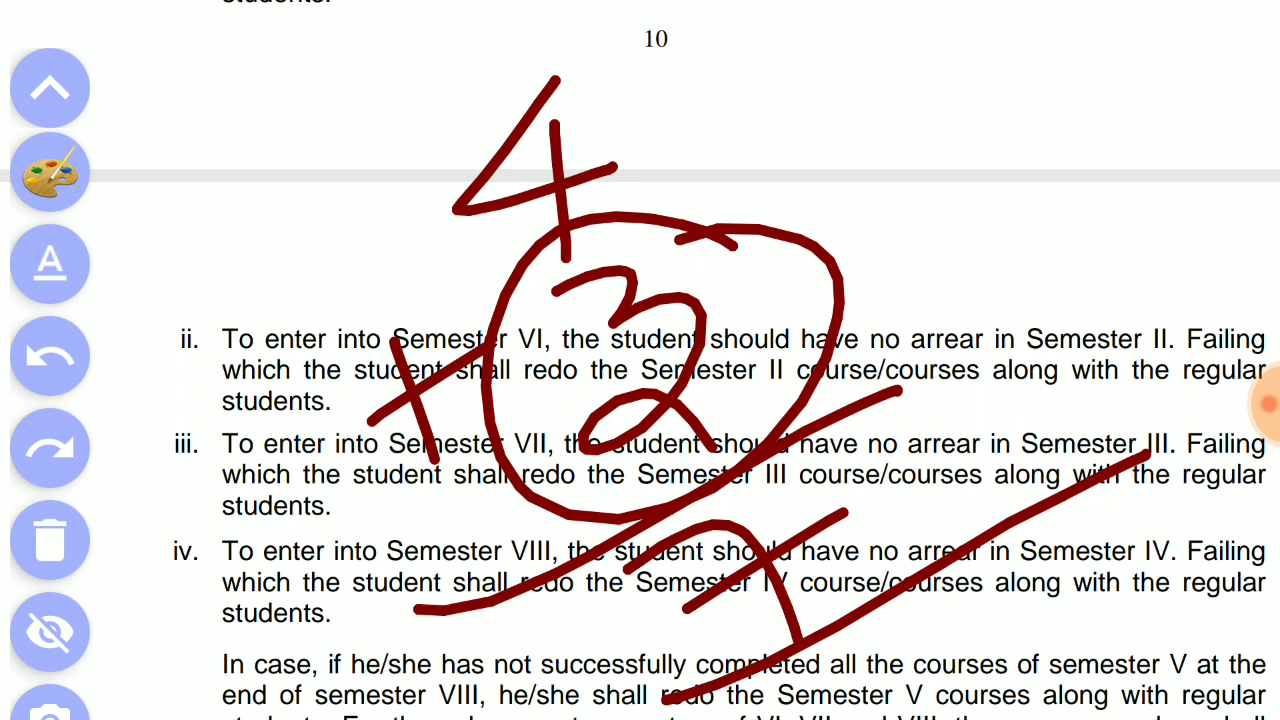 10
4
3
ii. To enter into Semester VI, the student should have no arrear in Semester II. Failing
which the student shall redo the Semester II course/courses along with the regular
students.
+ 2
iii. To enter into Semester VII, the student should have no arrear in Semester III. Failing
which the student shall redo the Semester III course/courses along with the regular
students.
7
iv. To enter into Semester VIII, the student should have no arrear in Semester IV. Failing
which the student shall redo the Semester IV course/courses along with the regular
students.
In case, if he/she has not successfully completed all the courses of semester V at the
end of semester VIII, he/she shall redo the Semester V courses along with regular
A